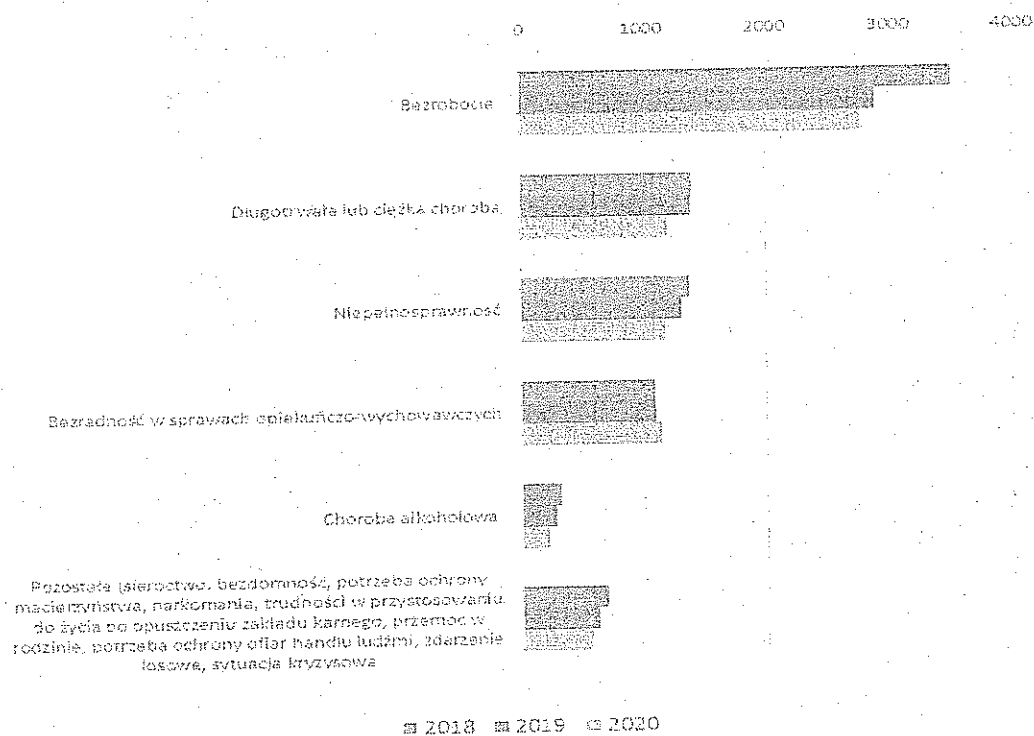 0 1000 2000 3000 4000
Bezrobocie
Długotrwała lub ciężka choroba
Niepełnosprawność
Bezradność w sprawach opiekuńczo-wychowawczych
Choroba alkoholowa
Pozostałe (sieroctwo, bezdomność, potrzeba ochrony
macierzyństwa, narkomania, trudności w przystosowaniu
do życia po opuszczeniu zakładu karnego, przemoc w
rodzinie, potrzeba ochrony ofiar handlu ludźmi, zdarzenie
losowe, sytuacja kryzysowa
2018 2019 2020